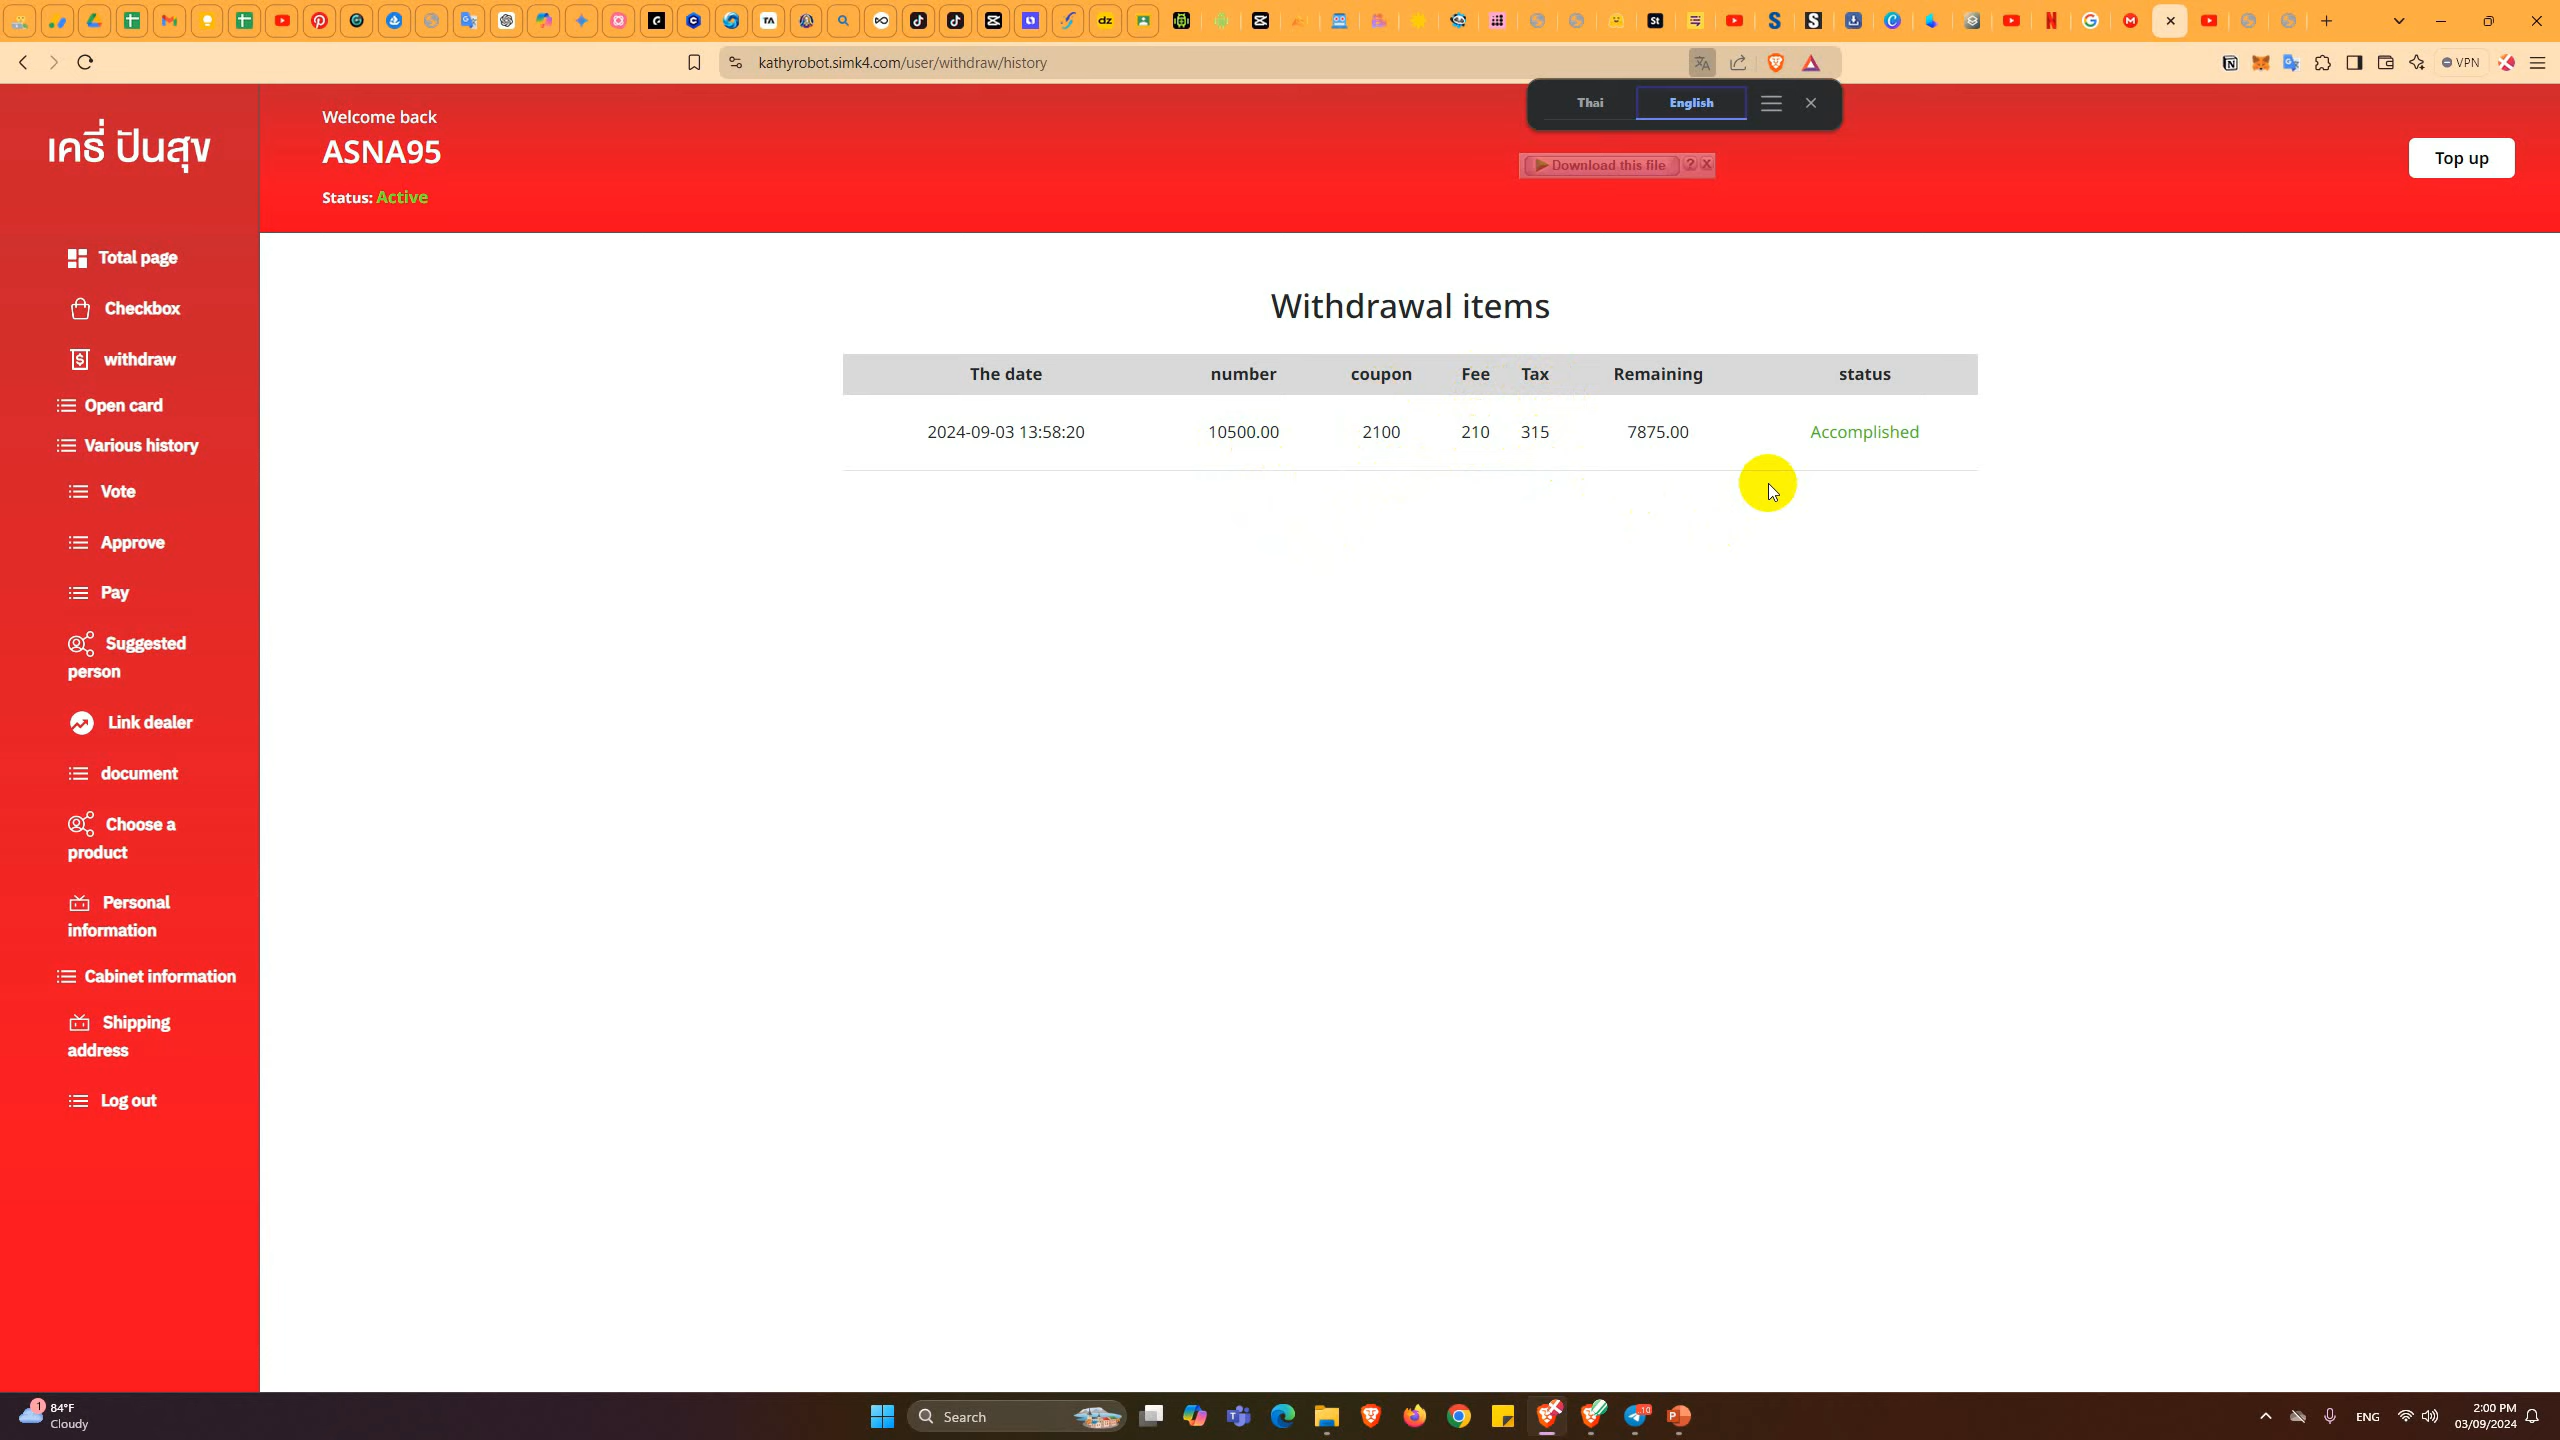 kathyrobot.simk4.com/user/withdraw/history
VPN
Thai English
เคธี่ ปันสุข
Welcome back
ASNA95
Status: Active
Download this file
Top up
Total page
Checkbox
withdraw
Open card
Various history
Vote
Approve
Pay
Suggested
person
Link dealer
document
Choose a
product
Personal
information
Cabinet information
Shipping
address
Log out
Withdrawal items
The date number coupon Fee Tax Remaining status
2024-09-03 13:58:20 10500.00 2100 210 315 7875.00 Accomplished
1
84°F
Cloudy
Search
10
ENG
2:00 PM
03/09/2024